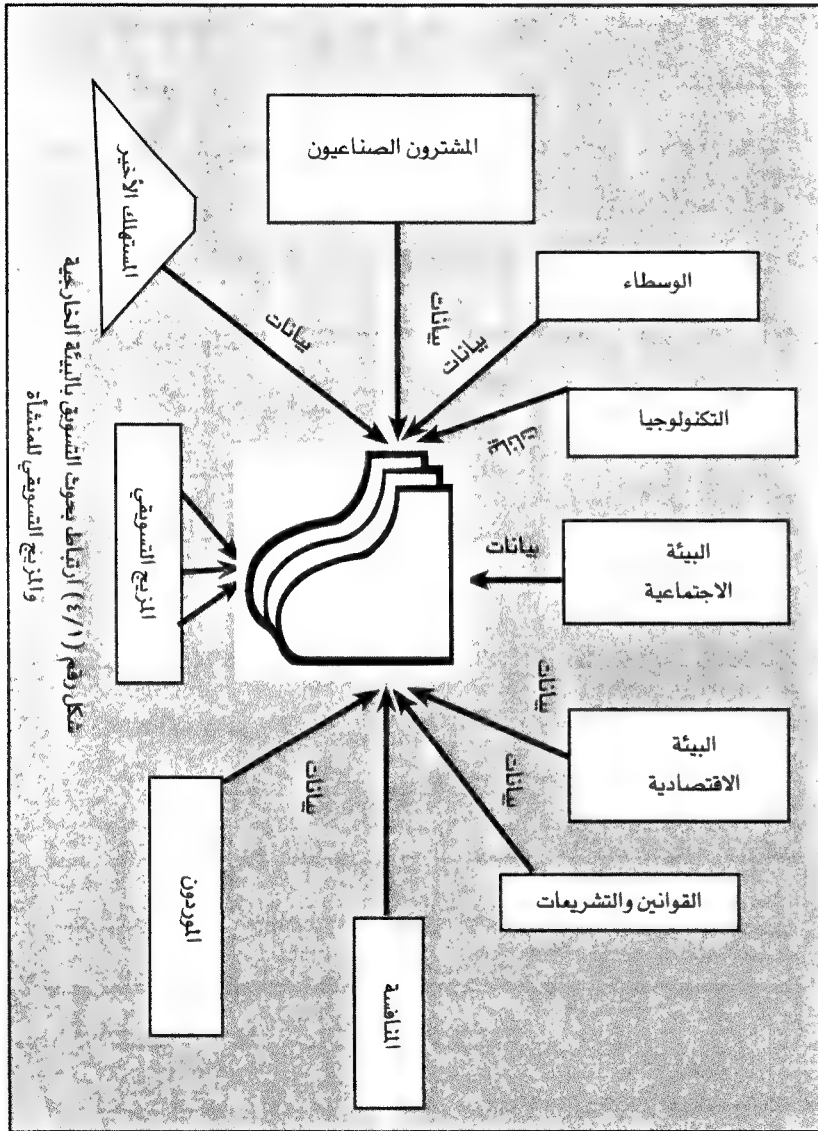 المشترون الصناعيون
الوسطاء
التكنولوجيا
البيئة
الاجتماعية
البيئة
الاقتصادية
القوانين والتشريعات
المنافسة
الموردون
المزيج التسويقي
المستهلك الأخير
بيانات
بيانات
بيانات
بيانات
بيانات
بيانات
بيانات
بيانات
شكل رقم (٤/١) ارتباط بحوث التسويق بالبيئة الخارجية
والمزيج التسويقي للمنشأة